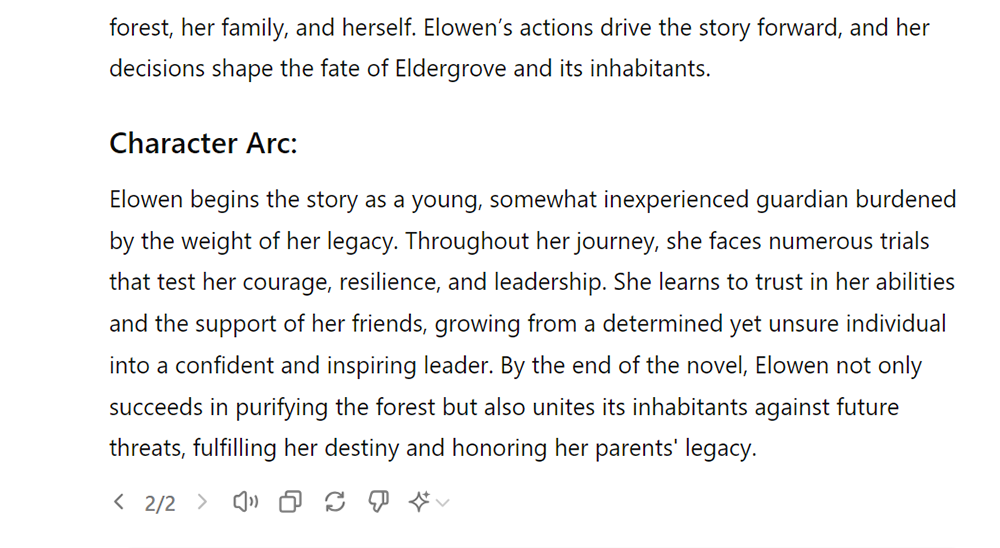 forest, her family, and herself. Elowen’s actions drive the story forward, and her
decisions shape the fate of Eldergrove and its inhabitants.
Character Arc:
Elowen begins the story as a young, somewhat inexperienced guardian burdened
by the weight of her legacy. Throughout her journey, she faces numerous trials
that test her courage, resilience, and leadership. She learns to trust in her abilities
and the support of her friends, growing from a determined yet unsure individual
into a confident and inspiring leader. By the end of the novel, Elowen not only
succeeds in purifying the forest but also unites its inhabitants against future
threats, fulfilling her destiny and honoring her parents' legacy.
2/2